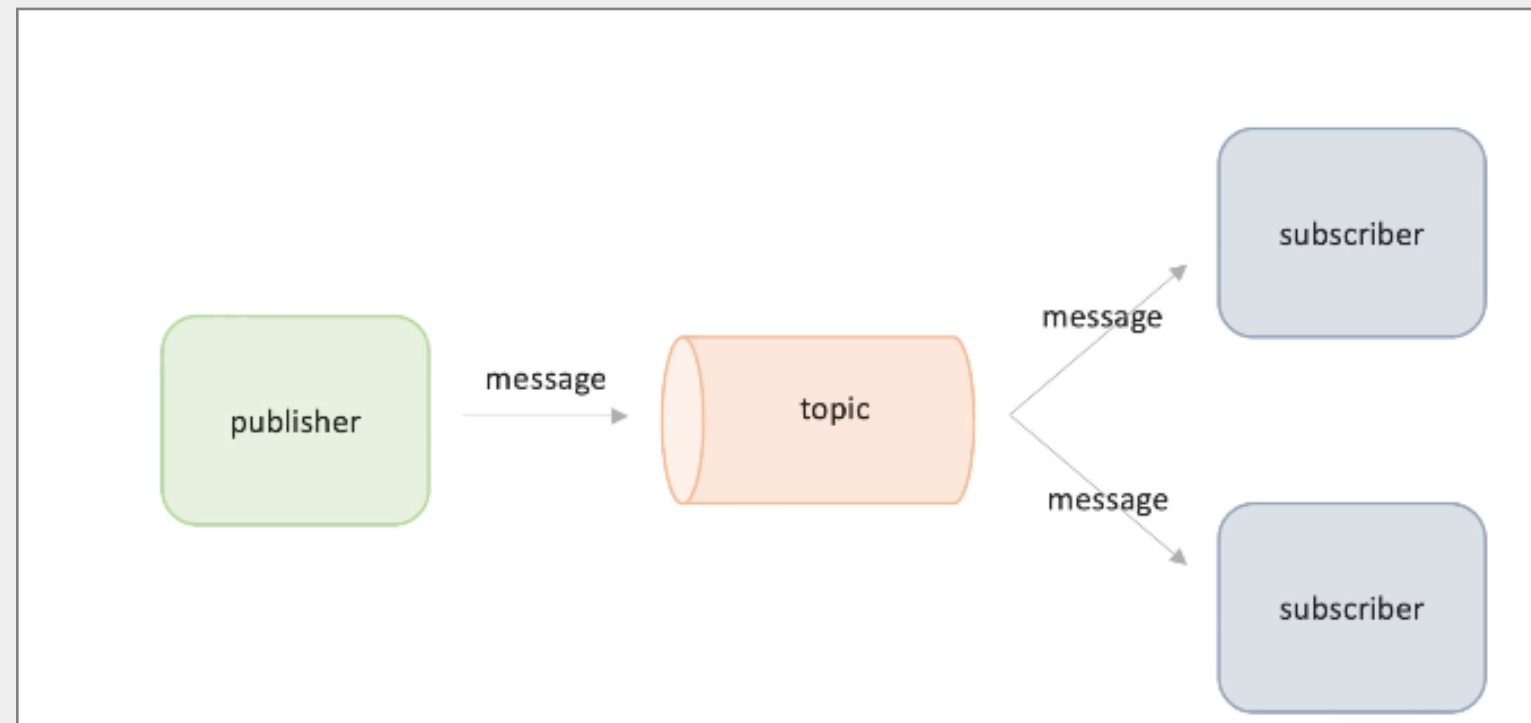 publisher
message
topic
message
subscriber
message
subscriber